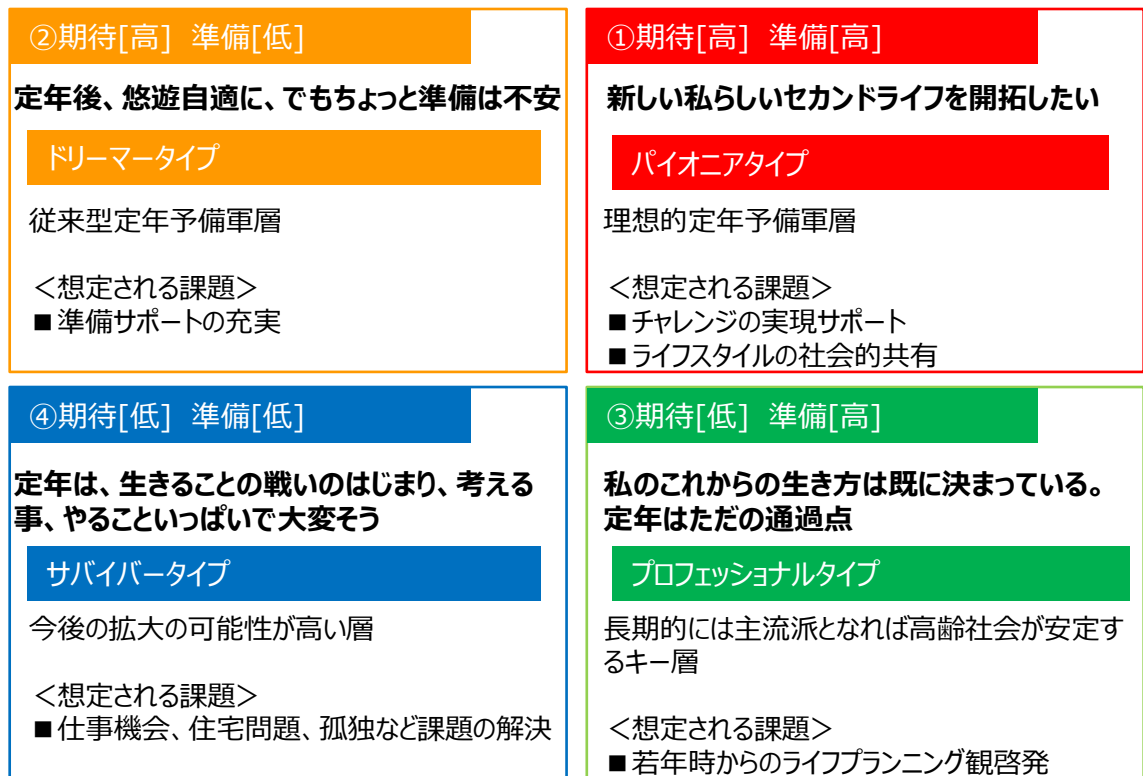 ②期待[高] 準備[低]
定年後、悠遊自適に、でもちょっと準備は不安
ドリーマータイプ
従来型定年予備軍層
＜想定される課題＞
■準備サポートの充実
①期待[高] 準備[高]
新しい私らしいセカンドライフを開拓したい
パイオニアタイプ
理想的定年予備軍層
＜想定される課題＞
■チャレンジの実現サポート
■ライフスタイルの社会的共有
④期待[低] 準備[低]
定年は、生きることの戦いのはじまり、考える
事、やることいっぱいで大変そう
サバイバータイプ
今後の拡大の可能性が高い層
＜想定される課題＞
■仕事機会、住宅問題、孤独など課題の解決
③期待[低] 準備[高]
私のこれからの生き方は既に決まっている。
定年はただの通過点
プロフェッショナルタイプ
長期的には主流派となれば高齢社会が安定す
るキー層
＜想定される課題＞
■若年時からのライフプランニング観啓発